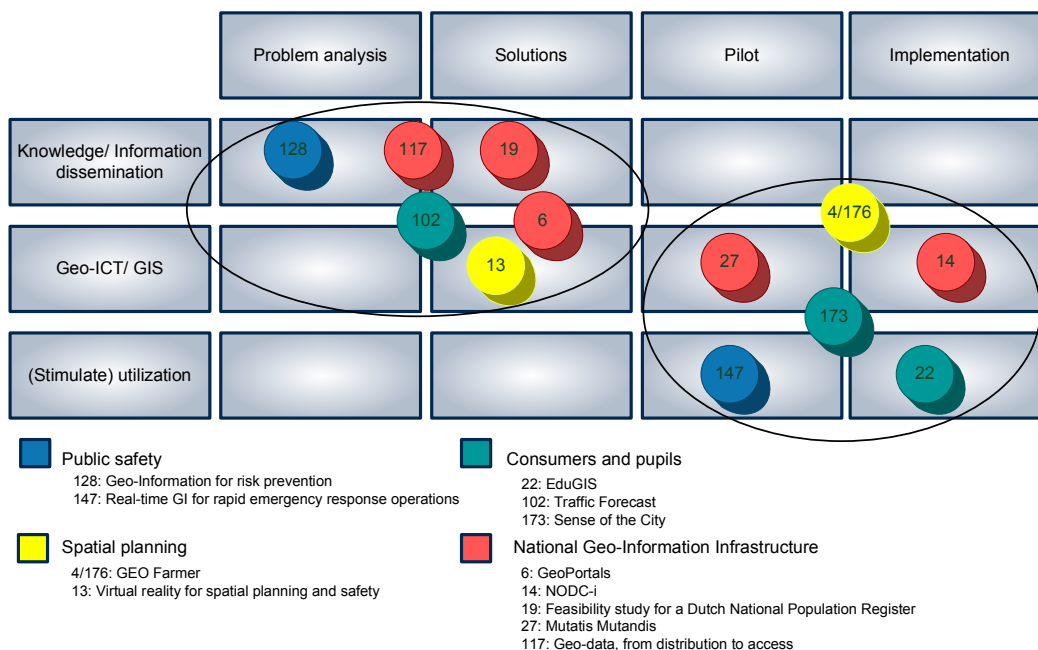 Problem analysis
Solutions
Pilot
Implementation
Knowledge/ Information
dissemination
128
117
19
102
6
4/176
Geo-ICT/ GIS
13
27
14
173
(Stimulate) utilization
147
22
Public safety
128: Geo-Information for risk prevention
147: Real-time GI for rapid emergency response operations
Consumers and pupils
22: EduGIS
102: Traffic Forecast
173: Sense of the City
Spatial planning
4/176: GEO Farmer
13: Virtual reality for spatial planning and safety
National Geo-Information Infrastructure
6: GeoPortals
14: NODC-i
19: Feasibility study for a Dutch National Population Register
27: Mutatis Mutandis
117: Geo-data, from distribution to access